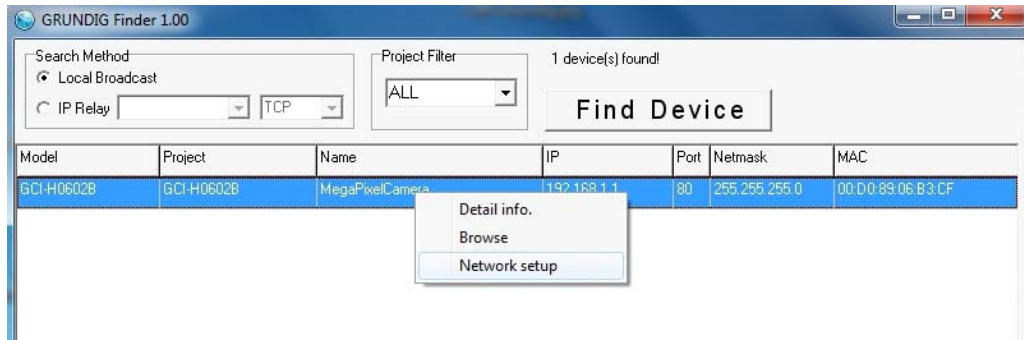 GRUNDIG Finder 1.00
Search Method
Local Broadcast
IP Relay TCP
Project Filter
ALL
1 device(s) found!
Find Device
Model Project Name IP Port Netmask MAC
GCI-H0602B GCI-H0602B MegaPixelCamera 192.168.1.1 80 255.255.255.0 00:D0:89:06:B3:CF
Detail info.
Browse
Network setup